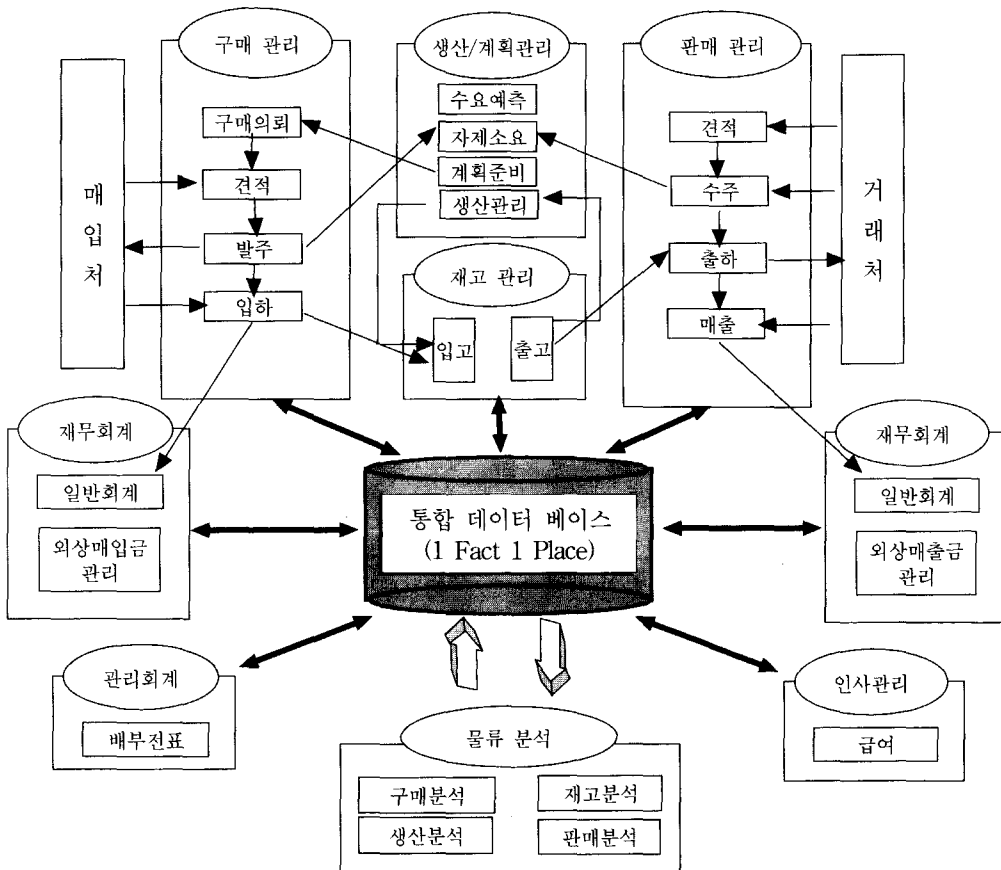 구매 관리
생산/계획관리
판매 관리
매입처
구매의뢰
견적
발주
입하
수요예측
자제소요
계획준비
생산관리
재고 관리
입고
출고
견적
수주
출하
매출
거래처
재무회계
일반회계
외상매입금
관리
통합 데이터 베이스
(1 Fact 1 Place)
재무회계
일반회계
외상매출금
관리
관리회계
배부전표
물류 분석
구매분석
재고분석
생산분석
판매분석
인사관리
급여